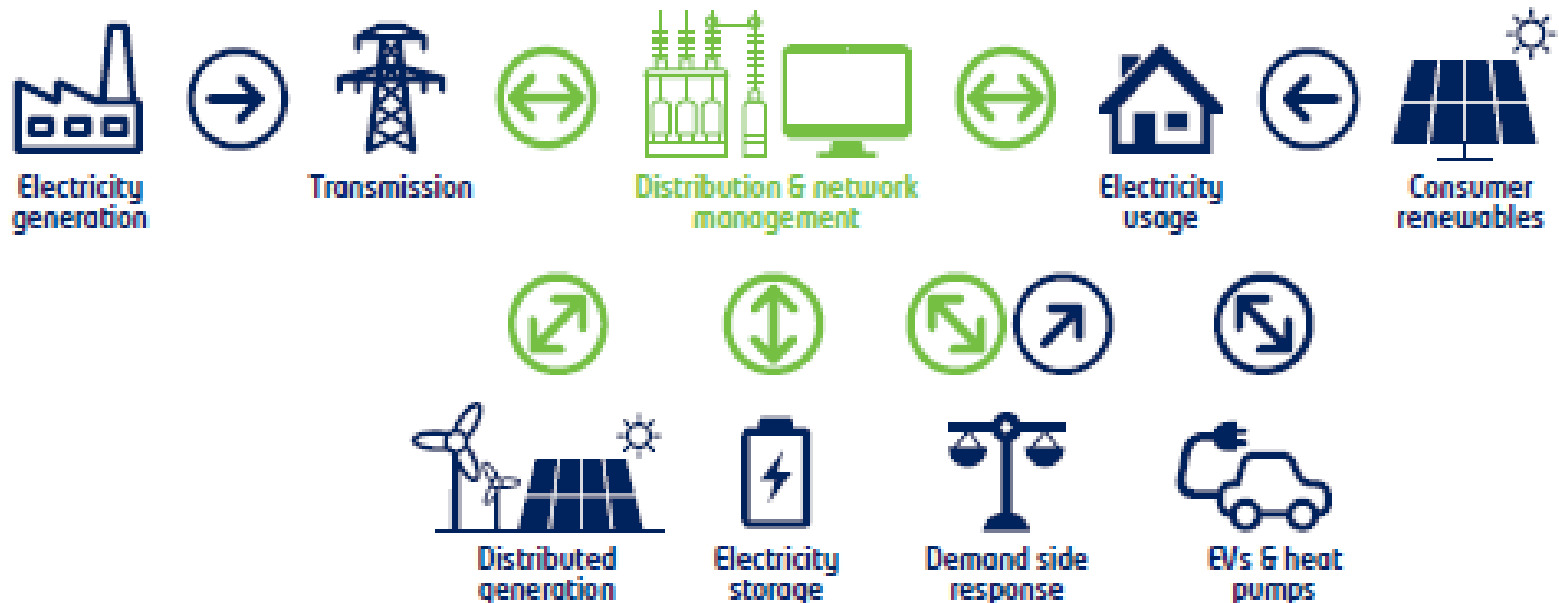 Electricity
generation
Transmission
Distribution & network
management
Electricity
usage
Consumer
renewables
Distributed
generation
Electricity
storage
Demand side
response
EVs & heat
pumps